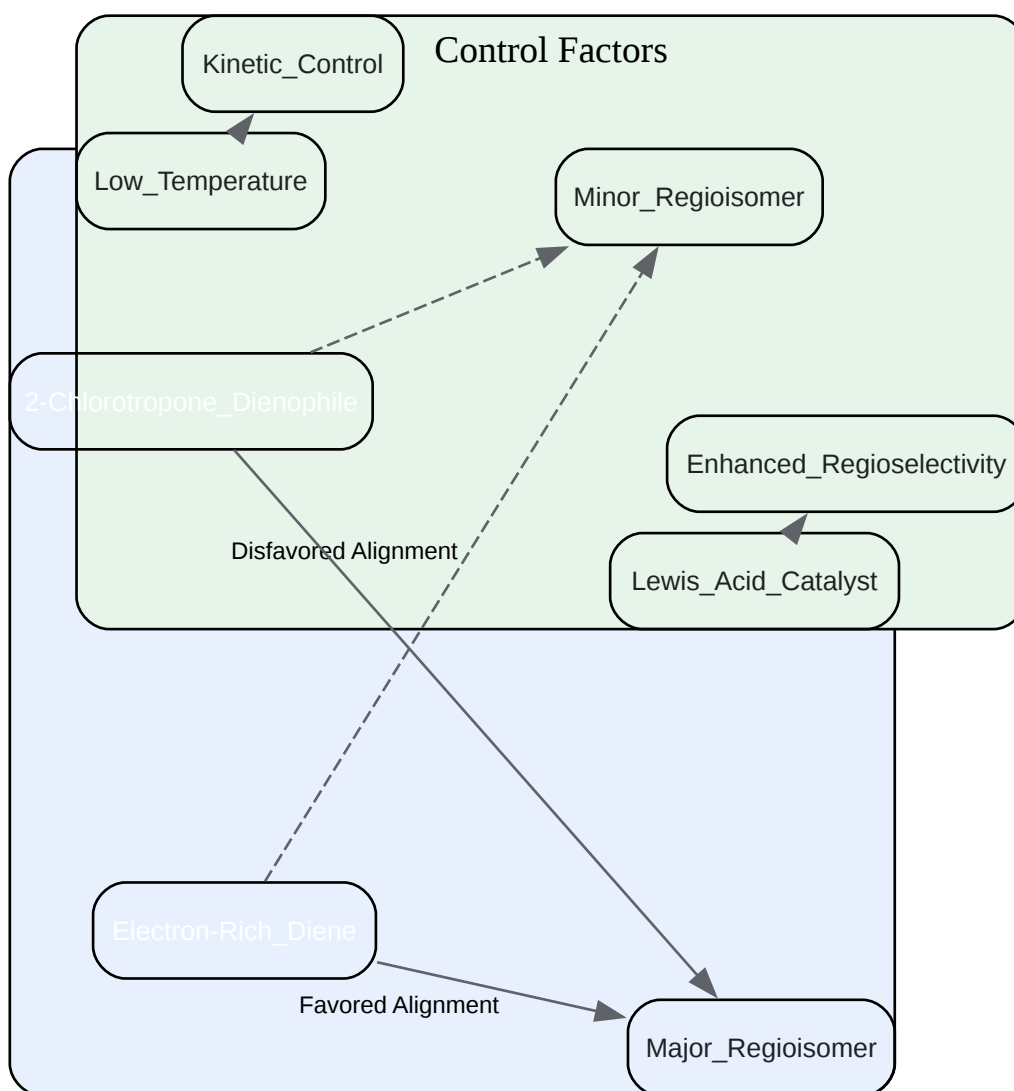 Control Factors
Kinetic_Control
Low_Temperature
Minor_Regioisomer
2-Chlorotropone_Dienophile
Enhanced_Regioselectivity
Disfavored Alignment
Lewis_Acid_Catalyst
Electron-Rich_Diene
Favored Alignment
Major_Regioisomer